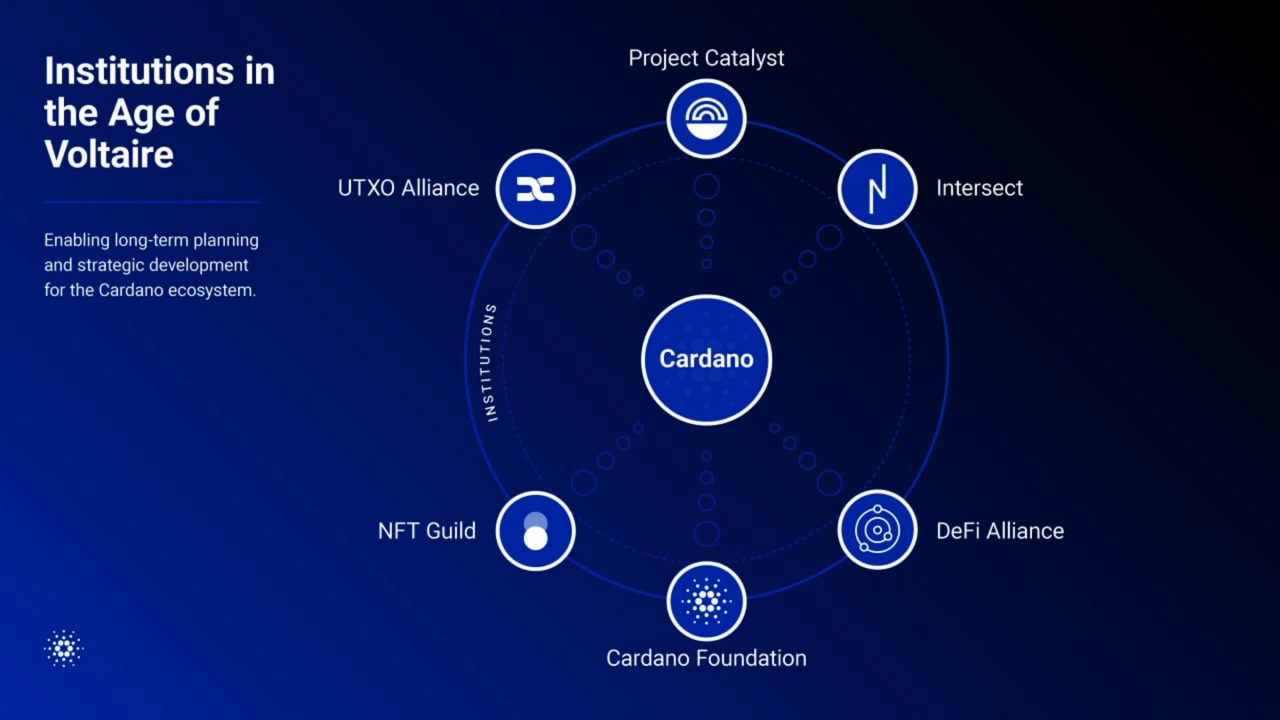 Institutions in
the Age of
Voltaire
Enabling long-term planning
and strategic development
for the Cardano ecosystem.
Project Catalyst
UTXO Alliance
Intersect
INSTITUTIONS
Cardano
NFT Guild
DeFi Alliance
Cardano Foundation